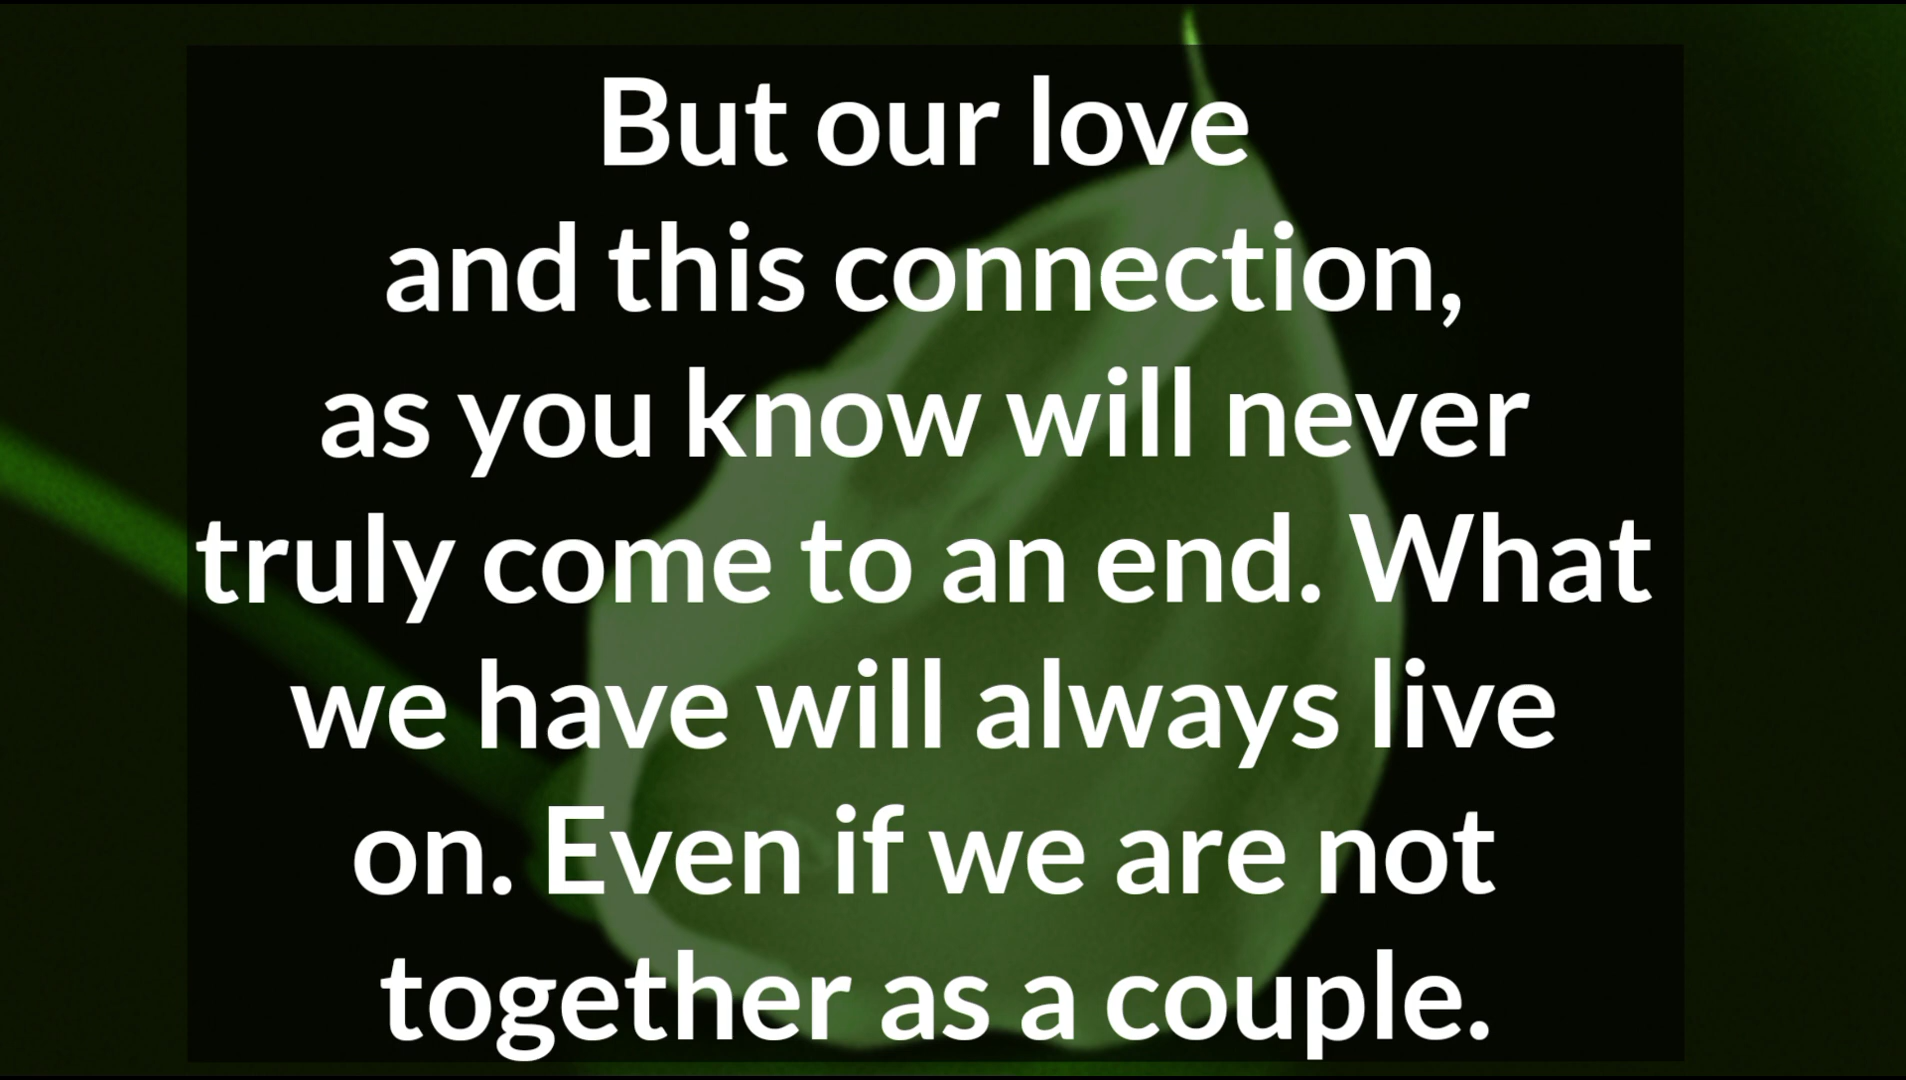 But our love
and this connection,
as you know will never
truly come to an end. What
we have will always live
on. Even if we are not
together as a couple.